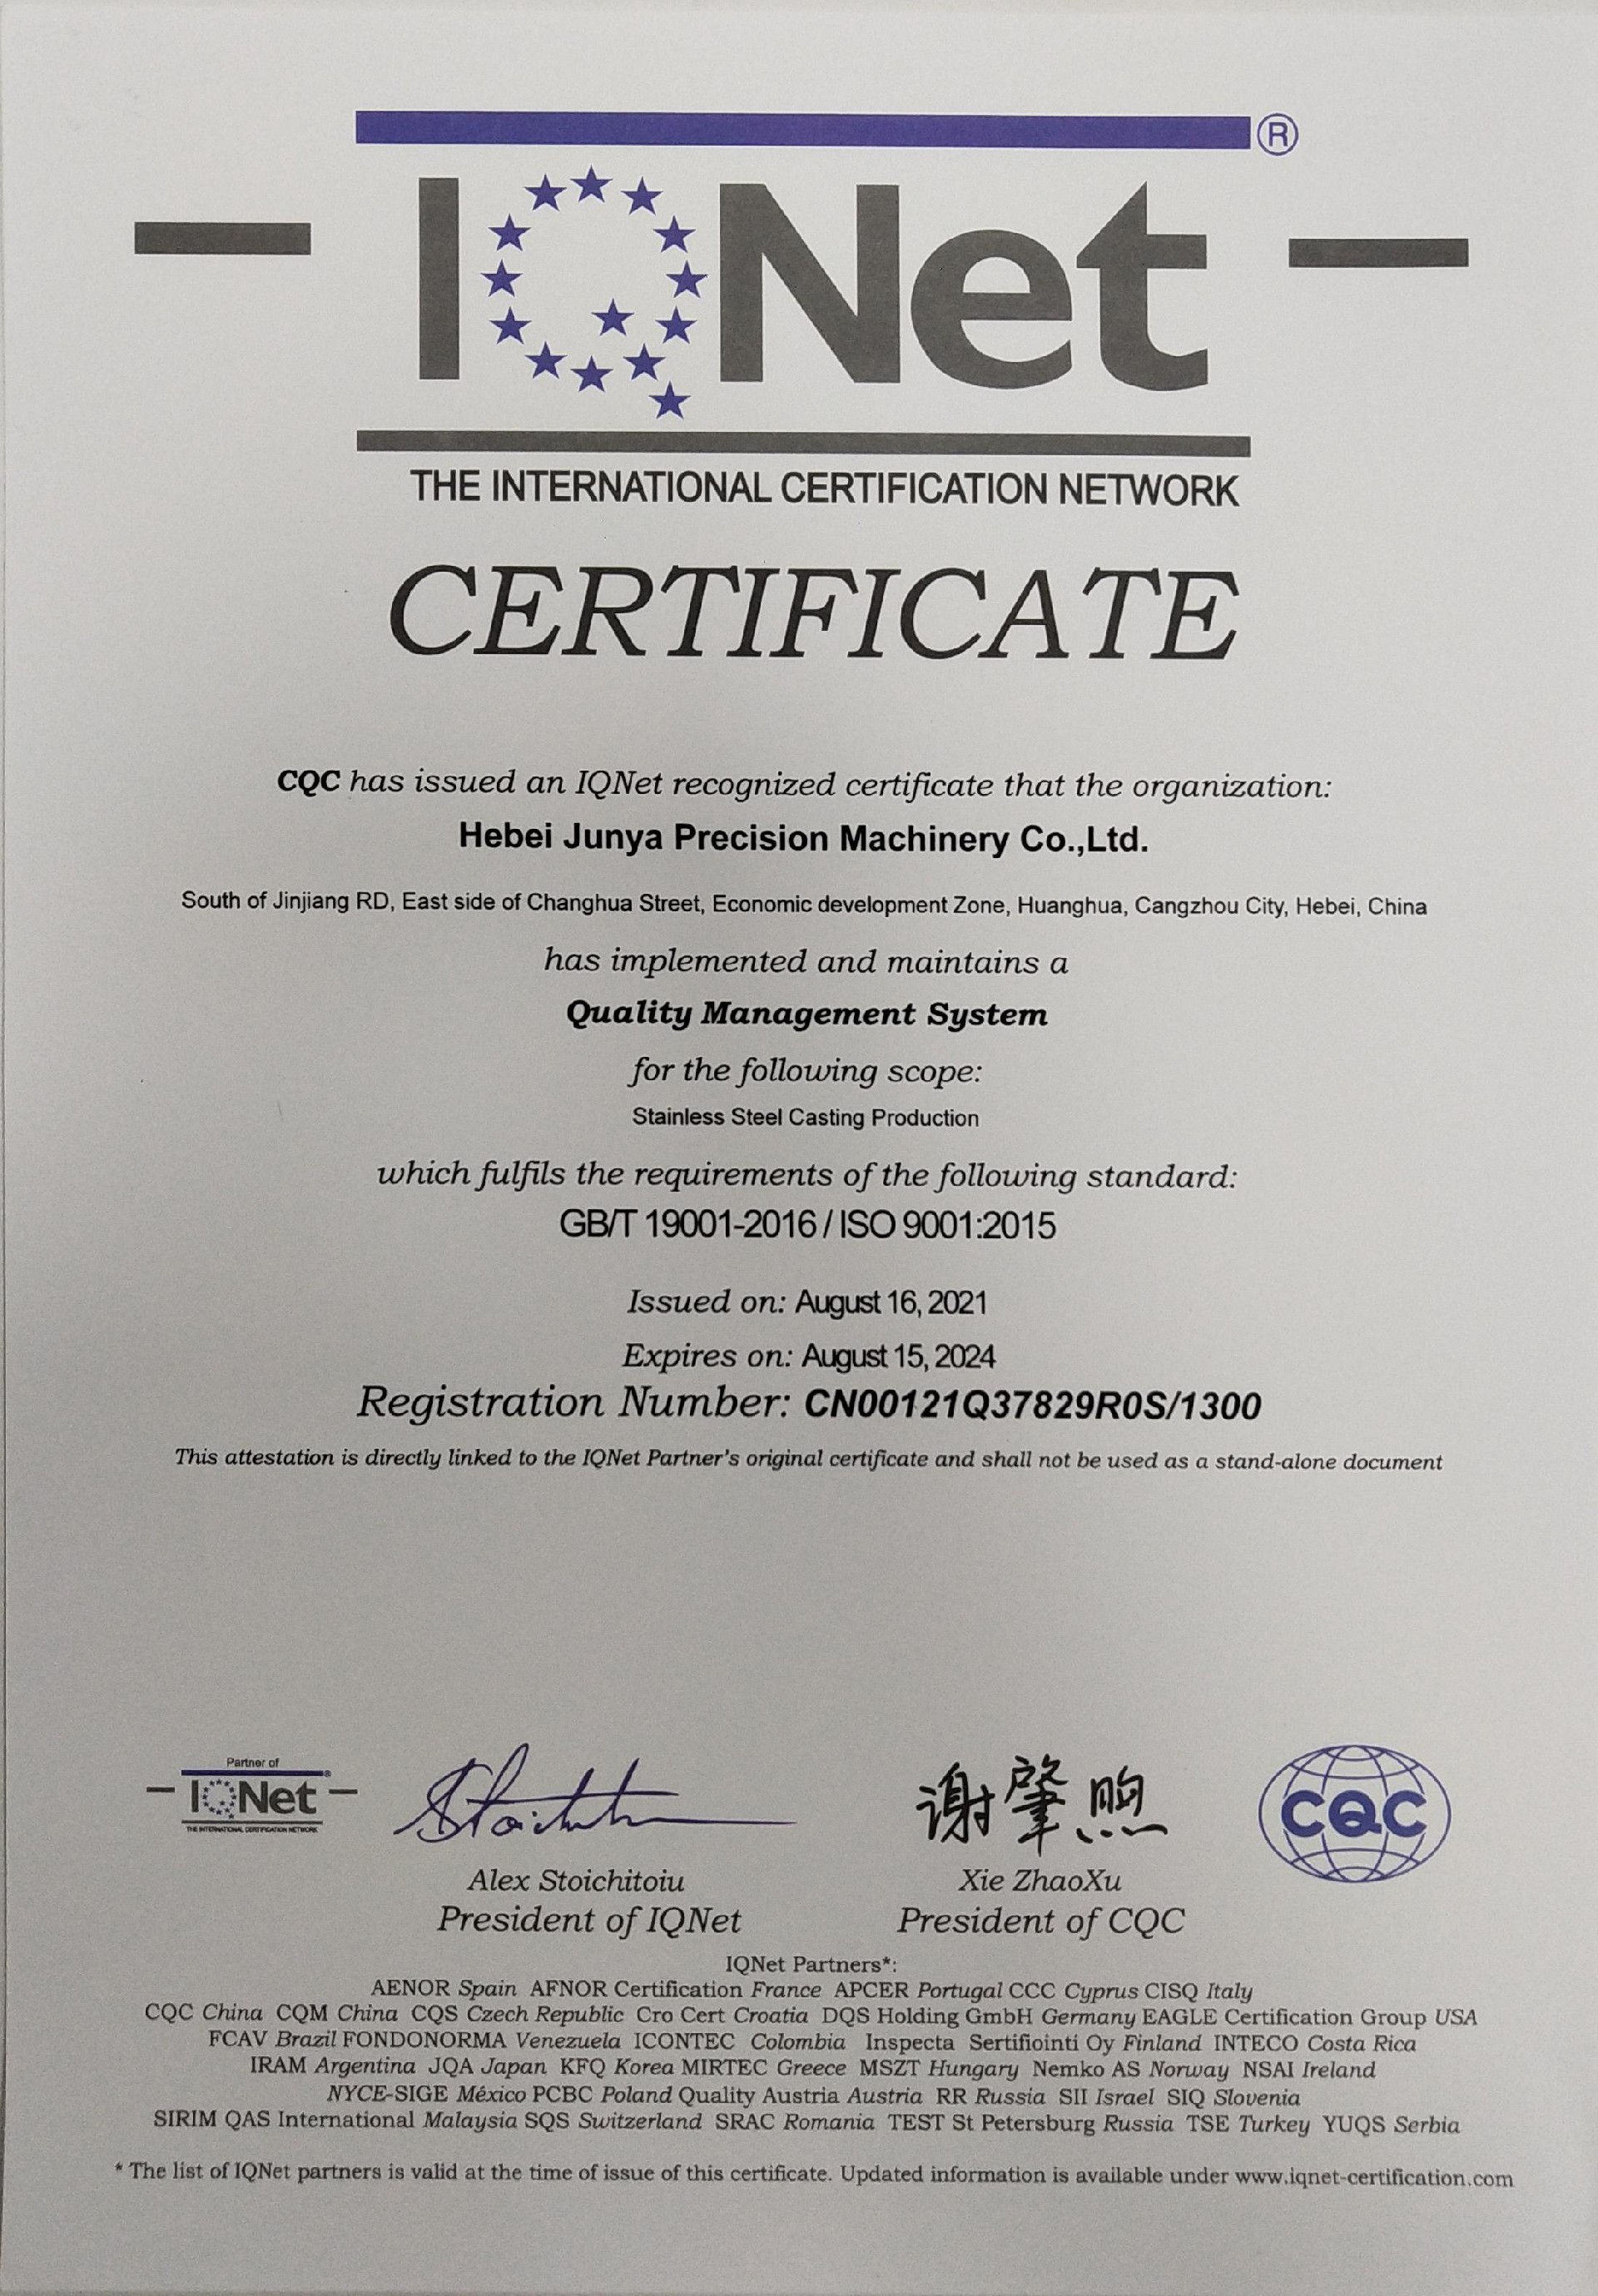 ®
IQNet
THE INTERNATIONAL CERTIFICATION NETWORK
CERTIFICATE
CQC has issued an IQNet recognized certificate that the organization:
Hebei Junya Precision Machinery Co.,Ltd.
South of Jinjiang RD, East side of Changhua Street, Economic development Zone, Huanghua, Cangzhou City, Hebei, China
has implemented and maintains a
Quality Management System
for the following scope:
Stainless Steel Casting Production
which fulfils the requirements of the following standard:
GB/T 19001-2016 / ISO 9001:2015
Issued on: August 16, 2021
Expires on: August 15, 2024
Registration Number: CN00121Q37829R0S/1300
This attestation is directly linked to the IQNet Partner's original certificate and shall not be used as a stand-alone document
Partner of
IQNet®
THE INTERNATIONAL CERTIFICATION NETWORK
谢肇煦
CQC
Alex Stoichitoiu
President of IQNet
Xie ZhaoXu
President of CQC
IQNet Partners*:
AENOR Spain AFNOR Certification France APCER Portugal CCC Cyprus CISQ Italy
CQC China CQM China CQS Czech Republic Cro Cert Croatia DQS Holding GmbH Germany EAGLE Certification Group USA
FCAV Brazil FONDONORMA Venezuela ICONTEC Colombia Inspecta Sertifiointi Oy Finland INTECO Costa Rica
IRAM Argentina JQA Japan KFQ Korea MIRTEC Greece MSZT Hungary Nemko AS Norway NSAI Ireland
NYCE-SIGE México PCBC Poland Quality Austria Austria RR Russia SII Israel SIQ Slovenia
SIRIM QAS International Malaysia SQS Switzerland SRAC Romania TEST St Petersburg Russia TSE Turkey YUQS Serbia
* The list of IQNet partners is valid at the time of issue of this certificate. Updated information is available under www.iqnet-certification.com